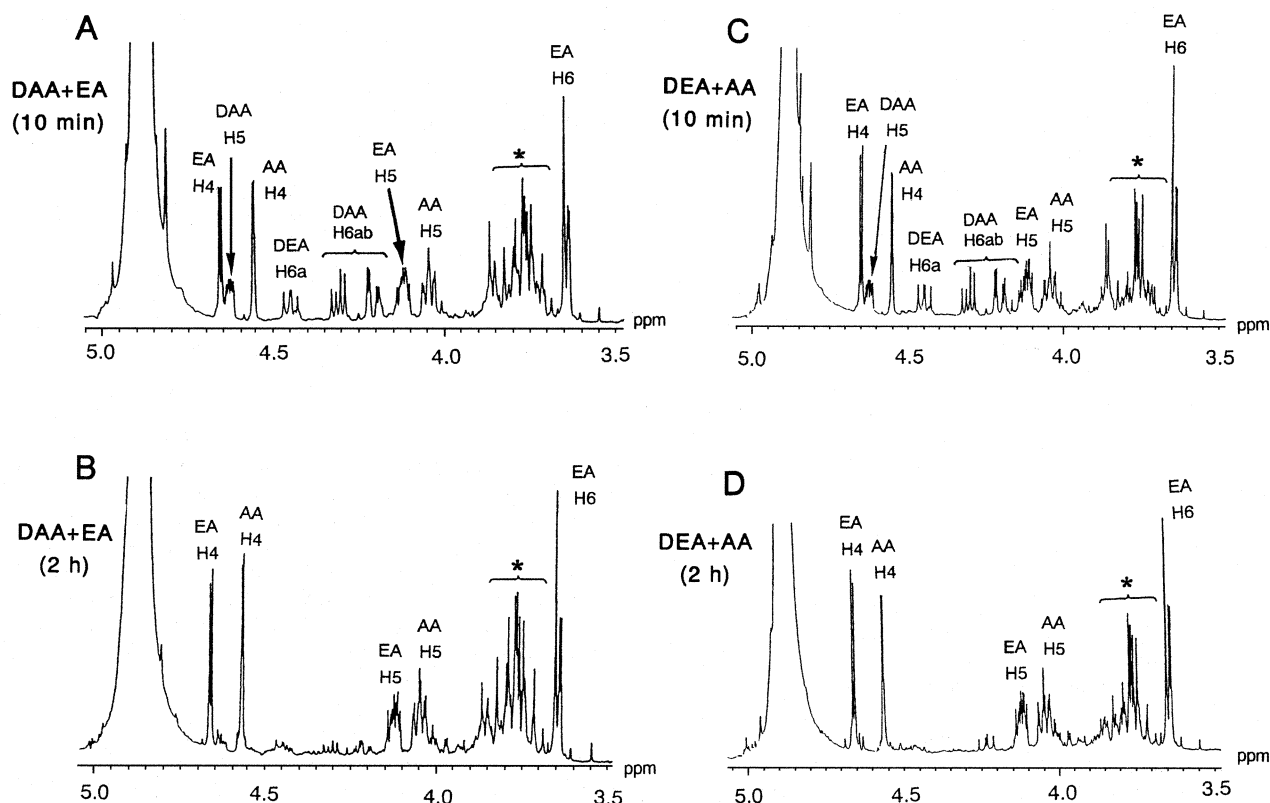 A
DAA+EA
(10 min)
EA
H4
DAA
H5
AA
H4
DEA
H6a
DAA
H6ab
EA
H5
AA
H5
*
EA
H6
ppm
5.0
4.5
4.0
3.5
C
DEA+AA
(10 min)
EA
H4
DAA
H5
AA
H4
DEA
H6a
DAA
H6ab
EA
H5
AA
H5
*
EA
H6
ppm
5.0
4.5
4.0
3.5
B
DAA+EA
(2 h)
EA
H4
AA
H4
EA
H5
AA
H5
*
EA
H6
ppm
5.0
4.5
4.0
3.5
D
DEA+AA
(2 h)
EA
H4
AA
H4
EA
H5
AA
H5
*
EA
H6
ppm
5.0
4.5
4.0
3.5